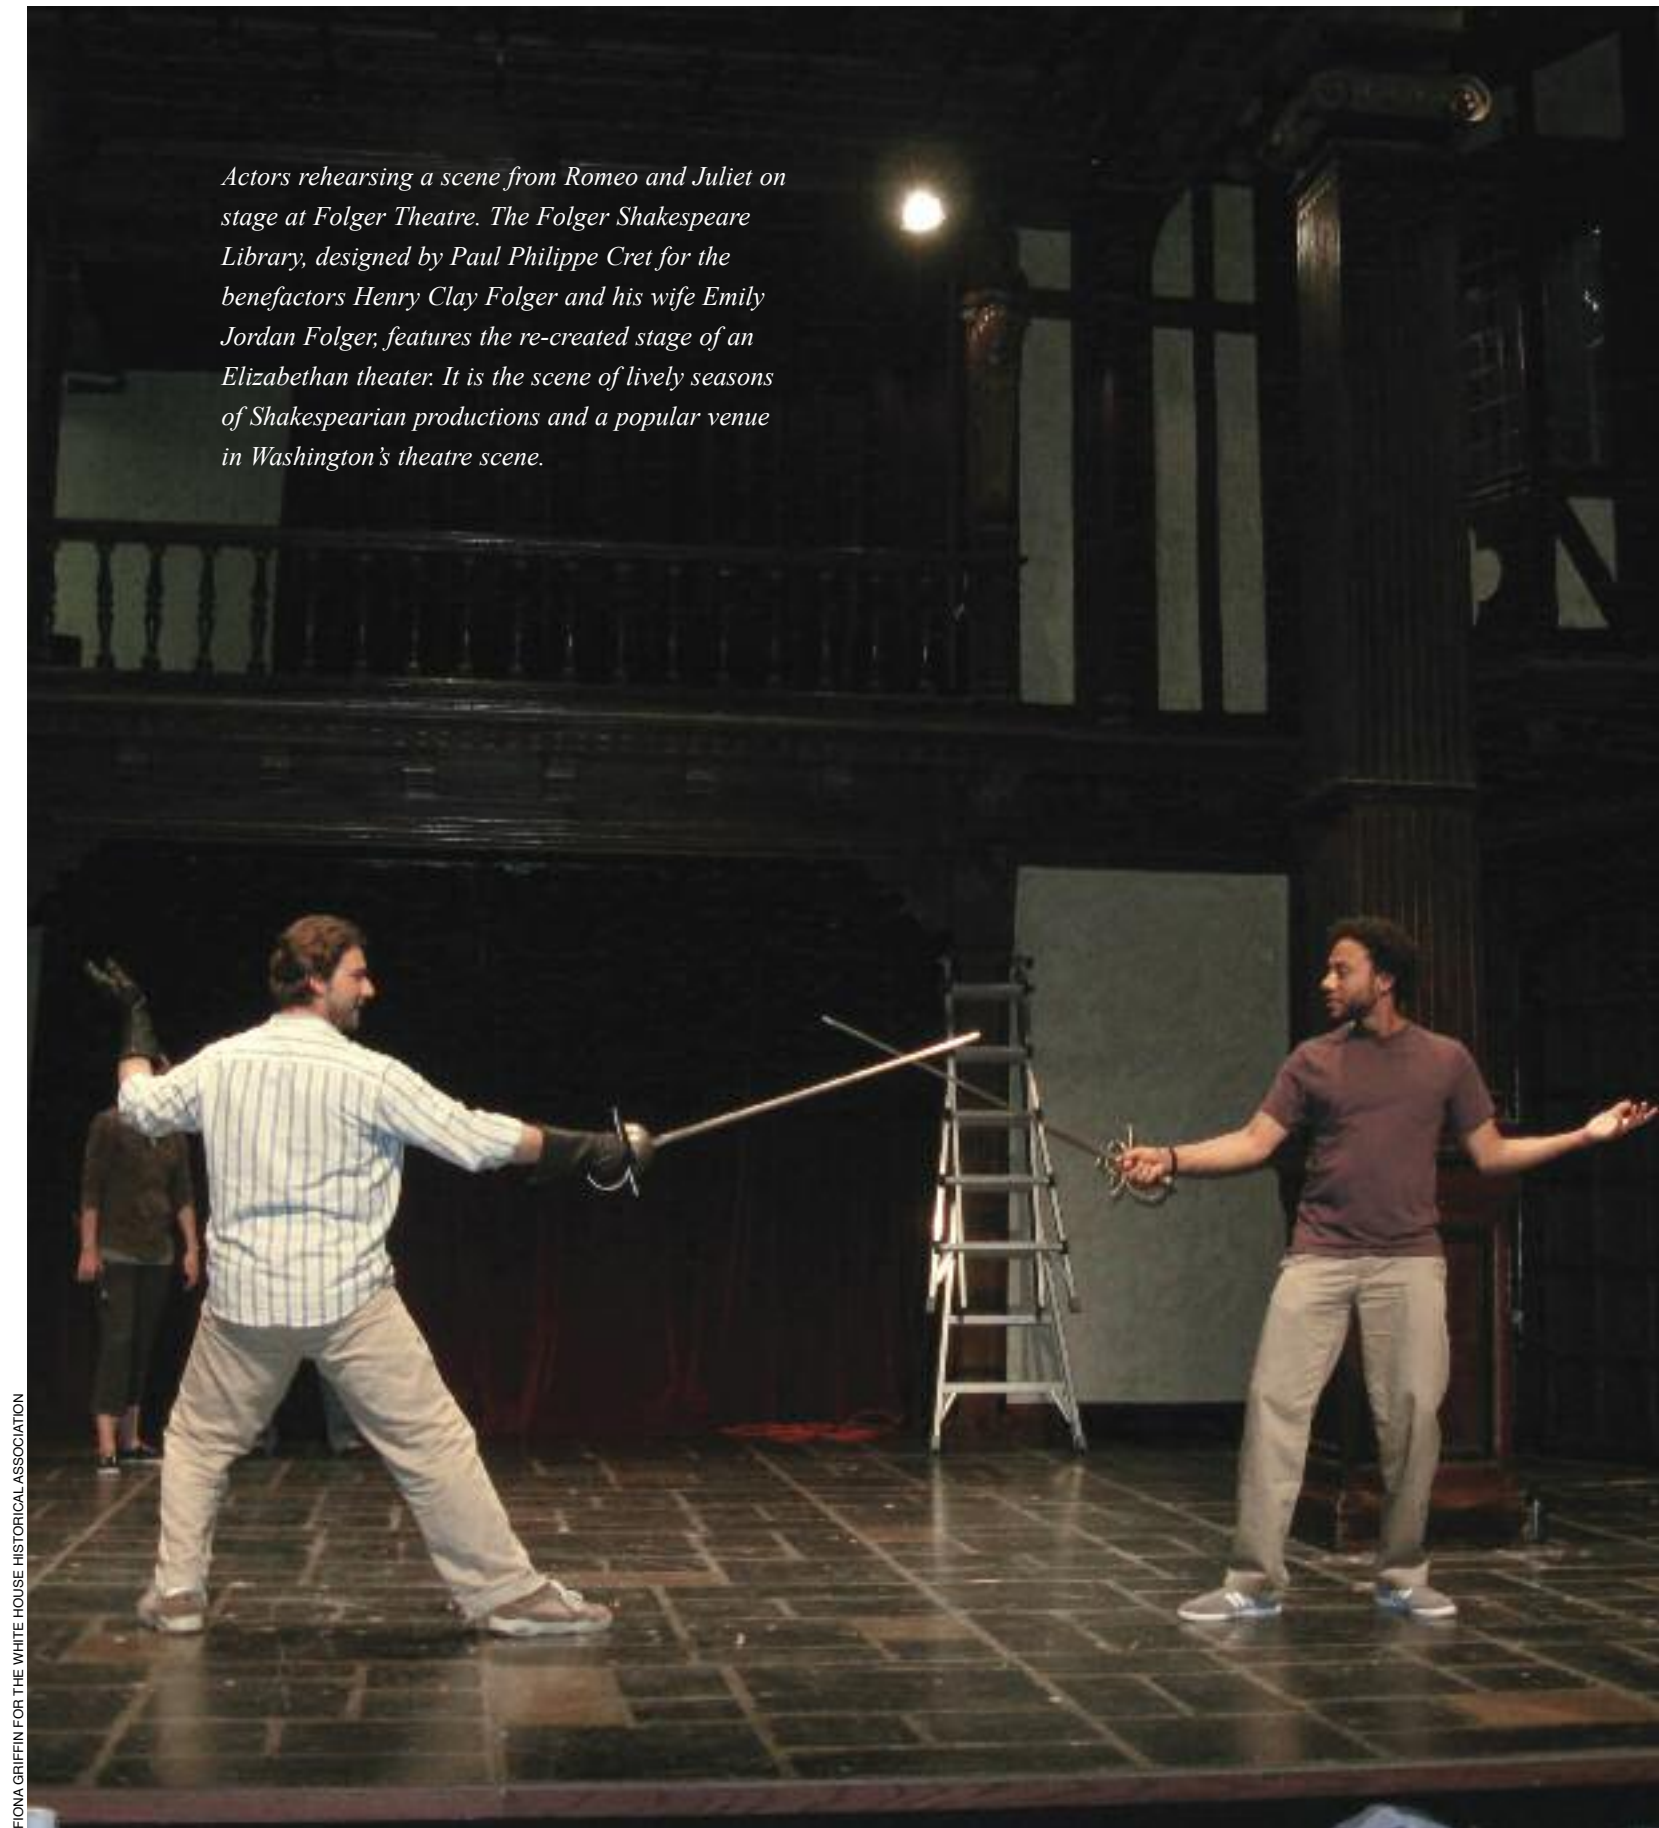 Actors rehearsing a scene from Romeo and Juliet on
stage at Folger Theatre. The Folger Shakespeare
Library, designed by Paul Philippe Cret for the
benefactors Henry Clay Folger and his wife Emily
Jordan Folger, features the re-created stage of an
Elizabethan theater. It is the scene of lively seasons
of Shakespearian productions and a popular venue
in Washington’s theatre scene.
FIONA GRIFFIN FOR THE WHITE HOUSE HISTORICAL ASSOCIATION